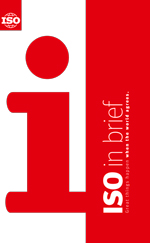 ISO
i
ISO in brief
Great things happen when the world agrees.